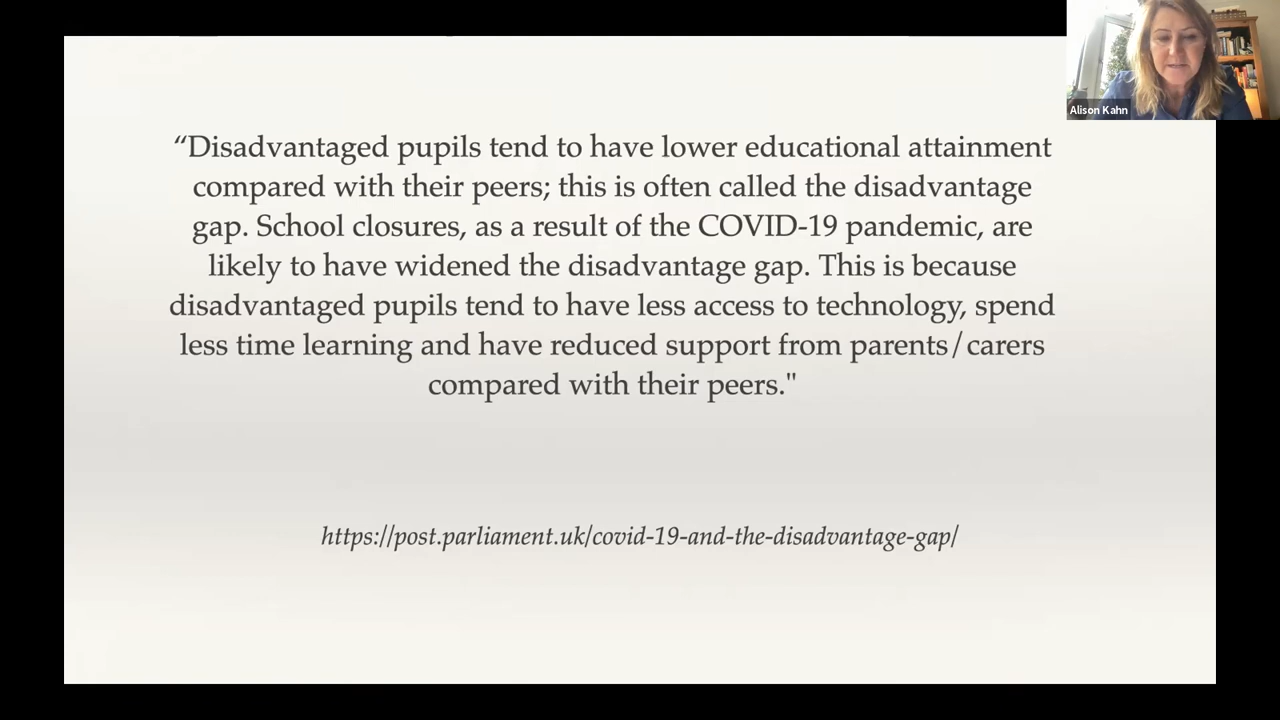 Alison Kahn
“Disadvantaged pupils tend to have lower educational attainment
compared with their peers; this is often called the disadvantage
gap. School closures, as a result of the COVID-19 pandemic, are
likely to have widened the disadvantage gap. This is because
disadvantaged pupils tend to have less access to technology, spend
less time learning and have reduced support from parents/carers
compared with their peers."
https://post.parliament.uk/covid-19-and-the-disadvantage-gap/